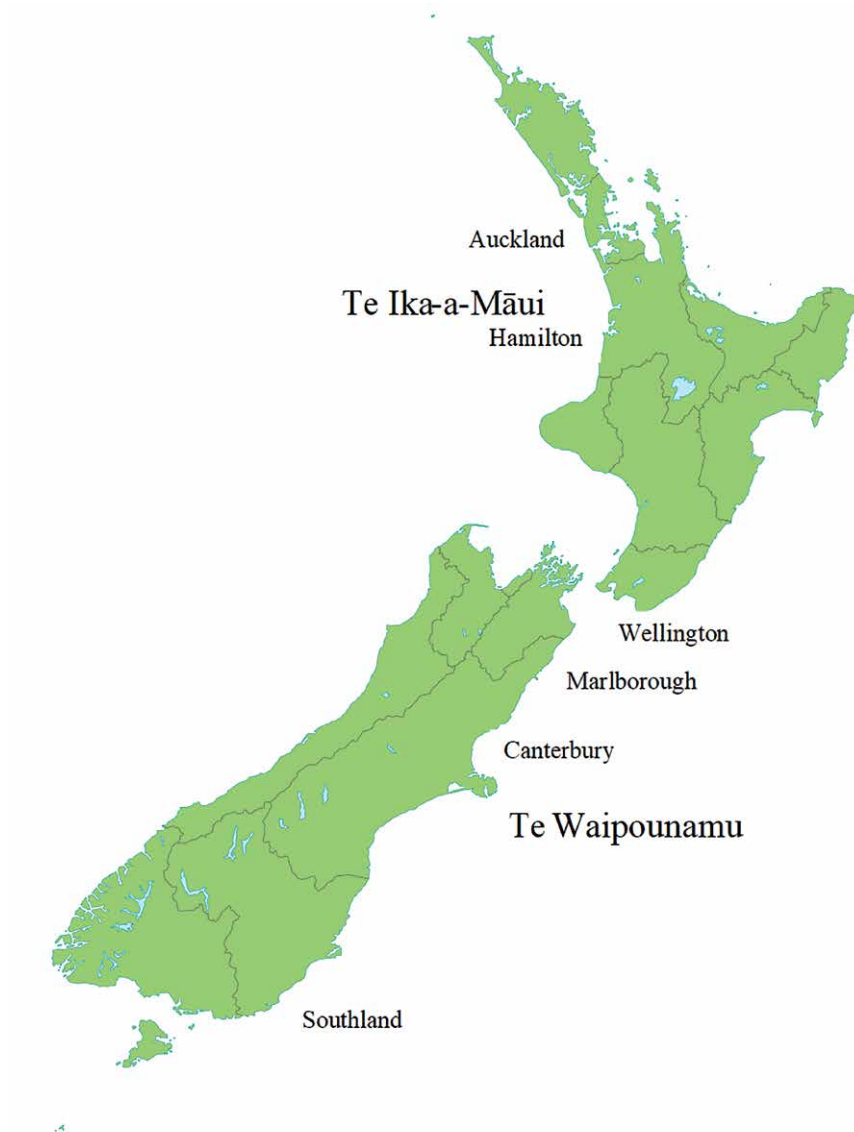 Auckland
Te Ika-a-Māui
Hamilton
Wellington
Marlborough
Canterbury
Te Waipounamu
Southland